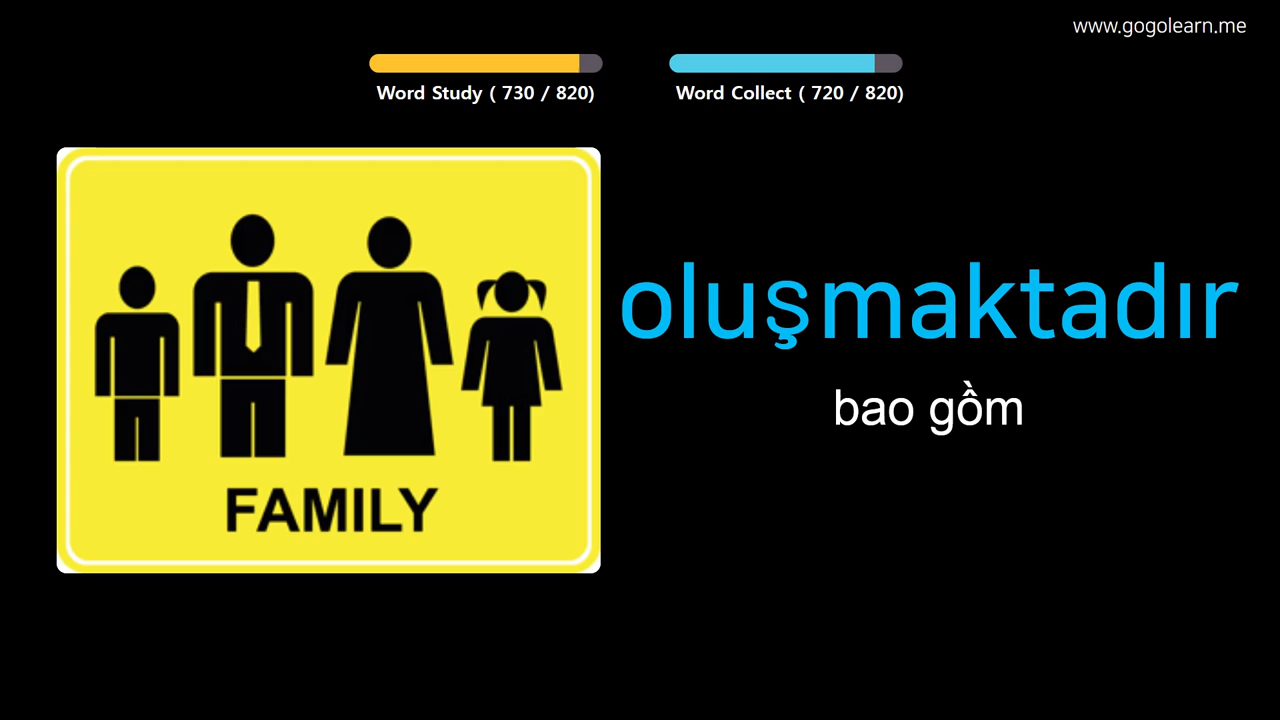 www.gogolearn.me
Word Study ( 730 / 820)
Word Collect ( 720 / 820)
oluşmaktadır
bao gồm
FAMILY